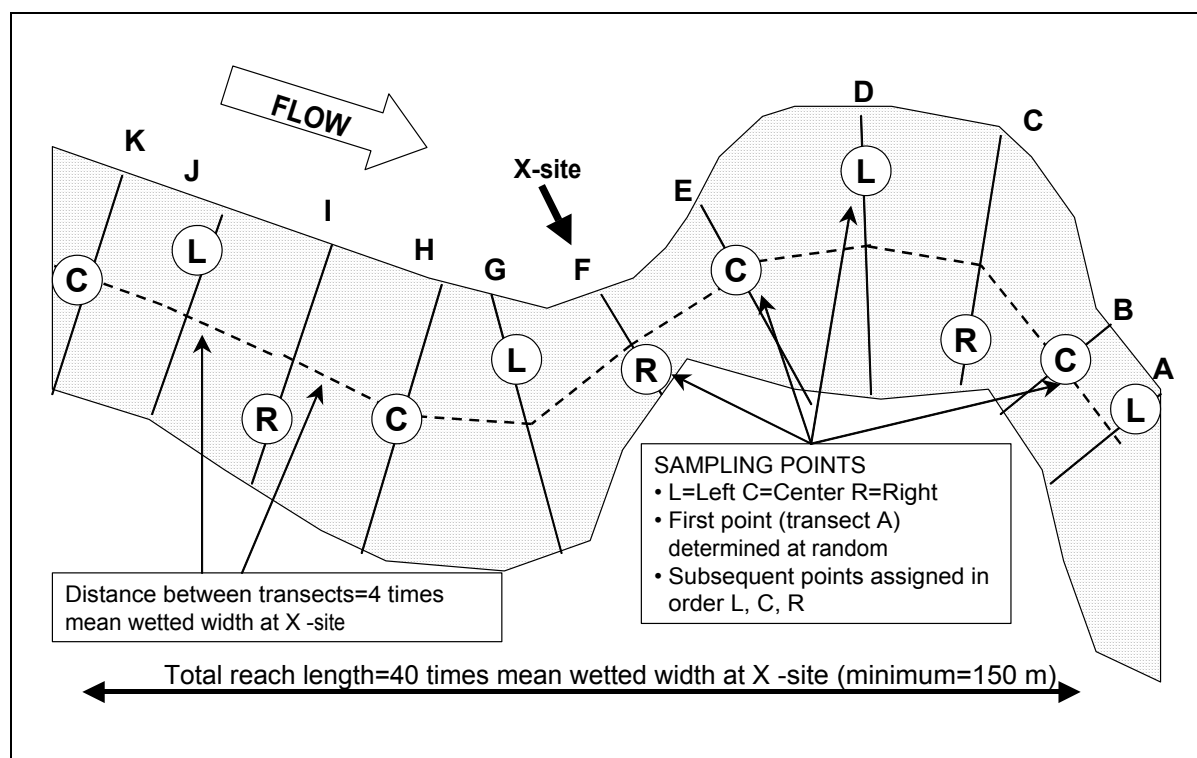 D
C
K
FLOW
J
X-site
L
E
I
F
H
G
L
C
C
B
R
C
A
L
R
L
R
C
SAMPLING POINTS
• L=Left C=Center R=Right
• First point (transect A)
determined at random
• Subsequent points assigned in
order L, C, R
Distance between transects=4 times
mean wetted width at X -site
Total reach length=40 times mean wetted width at X -site (minimum=150 m)